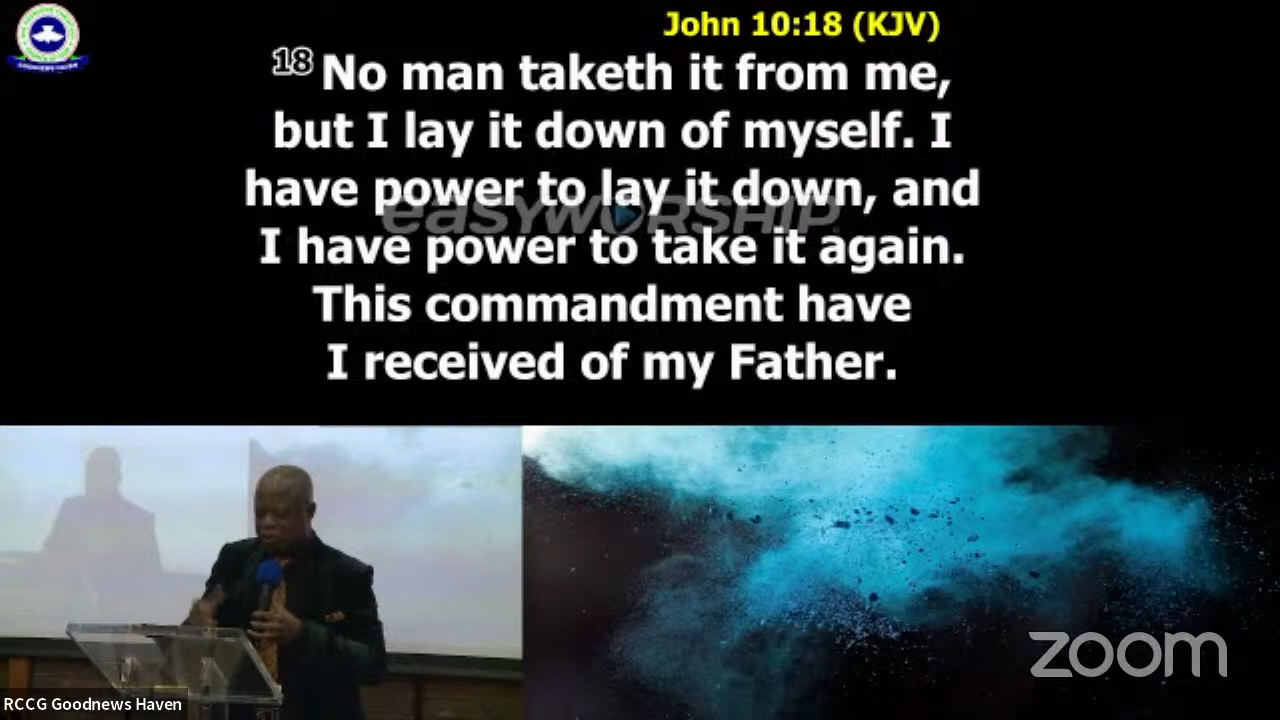 John 10:18 (KJV)
18 No man taketh it from me,
but I lay it down of myself. I
have power to lay it down, and
I have power to take it again.
This commandment have
I received of my Father.
easyWORSHIP
RCCG Goodnews Haven
zoom